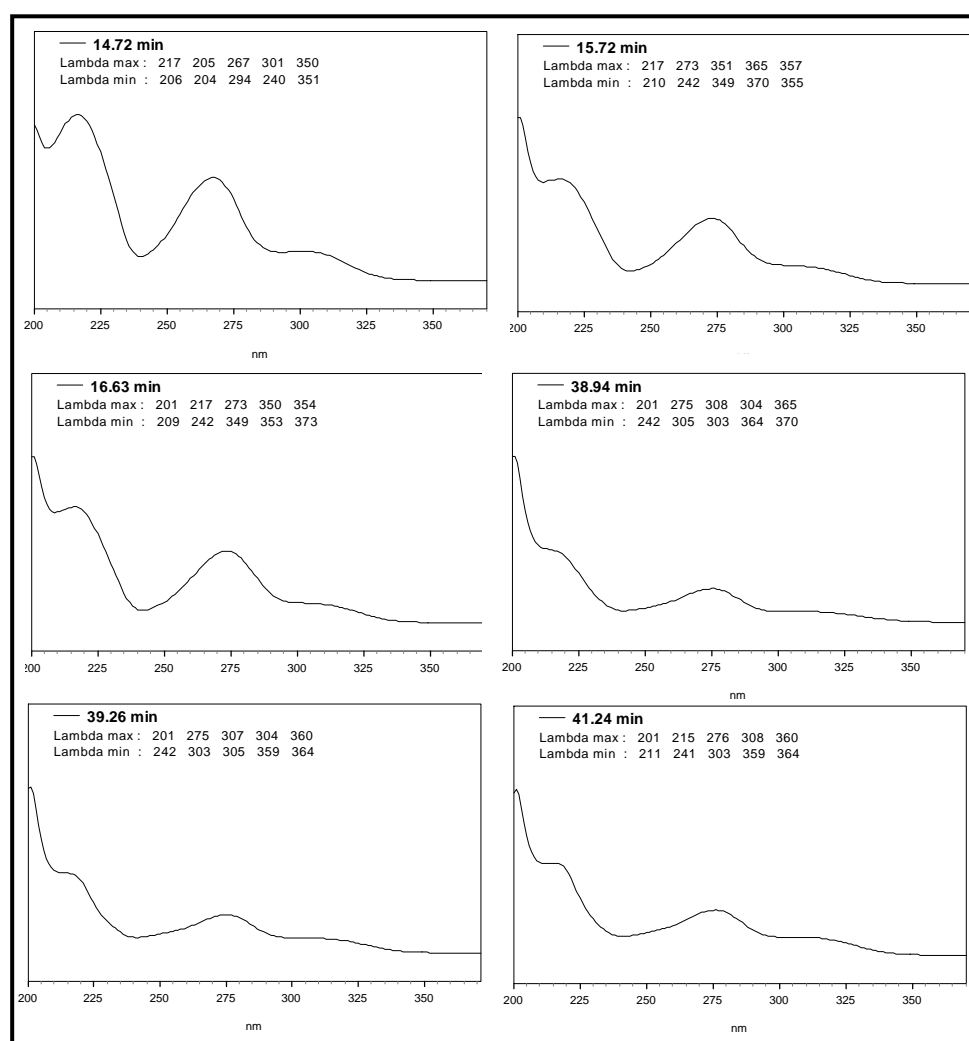 14.72 min
Lambda max : 217 205 267 301 350
Lambda min : 206 204 294 240 351
200 225 250 275 300 325 350
nm
15.72 min
Lambda max : 217 273 351 365 357
Lambda min : 210 242 349 370 355
200 225 250 275 300 325 350
16.63 min
Lambda max : 201 217 273 350 354
Lambda min : 209 242 349 353 373
200 225 250 275 300 325 350
38.94 min
Lambda max : 201 275 308 304 365
Lambda min : 242 305 303 364 370
200 225 250 275 300 325 350
nm
39.26 min
Lambda max : 201 275 307 304 360
Lambda min : 242 303 305 359 364
200 225 250 275 300 325 350
nm
41.24 min
Lambda max : 201 215 276 308 360
Lambda min : 211 241 303 359 364
200 225 250 275 300 325 350
nm